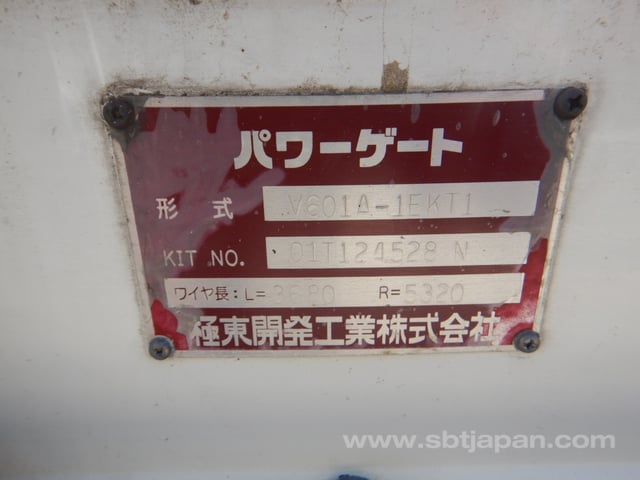 パワーゲート
形式 V601A-1EKT1
KIT NO. 01T124528 N
ワイヤ長：L= 3680 R= 5320
極東開発工業株式会社
www.sbtjapan.com